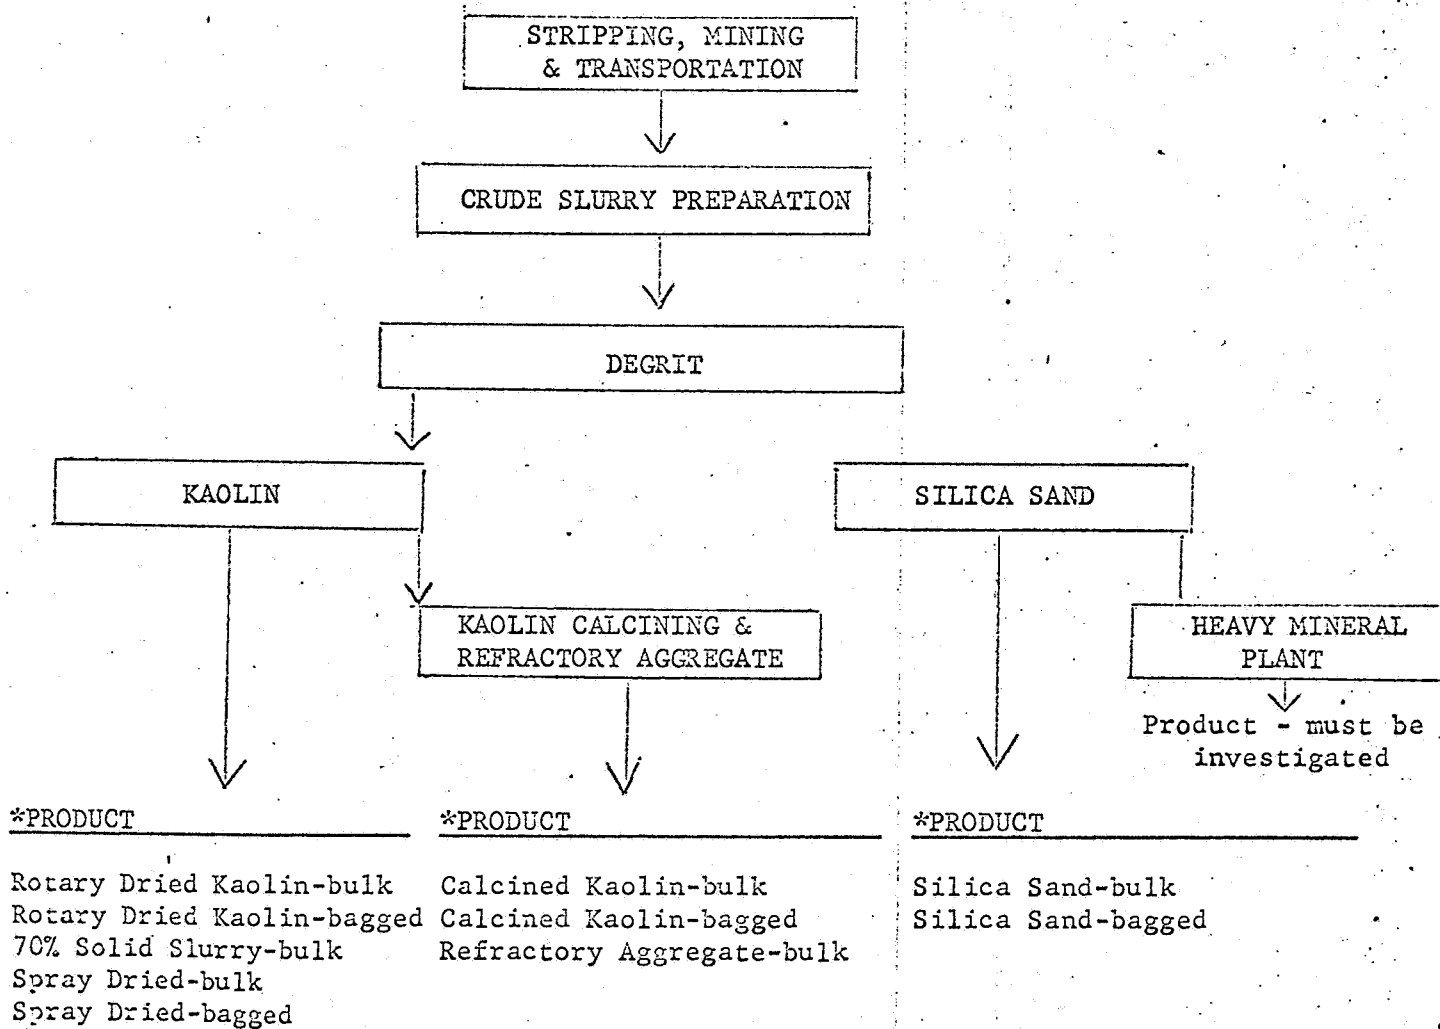 STRIPPING, MINING
& TRANSPORTATION
CRUDE SLURRY PREPARATION
DEGRIT
KAOLIN
SILICA SAND
KAOLIN CALCINING &
REFRACTORY AGGREGATE
HEAVY MINERAL
PLANT
Product - must be
investigated
*PRODUCT
Rotary Dried Kaolin-bulk
Rotary Dried Kaolin-bagged
70% Solid Slurry-bulk
Spray Dried-bulk
Spray Dried-bagged
*PRODUCT
Calcined Kaolin-bulk
Calcined Kaolin-bagged
Refractory Aggregate-bulk
*PRODUCT
Silica Sand-bulk
Silica Sand-bagged